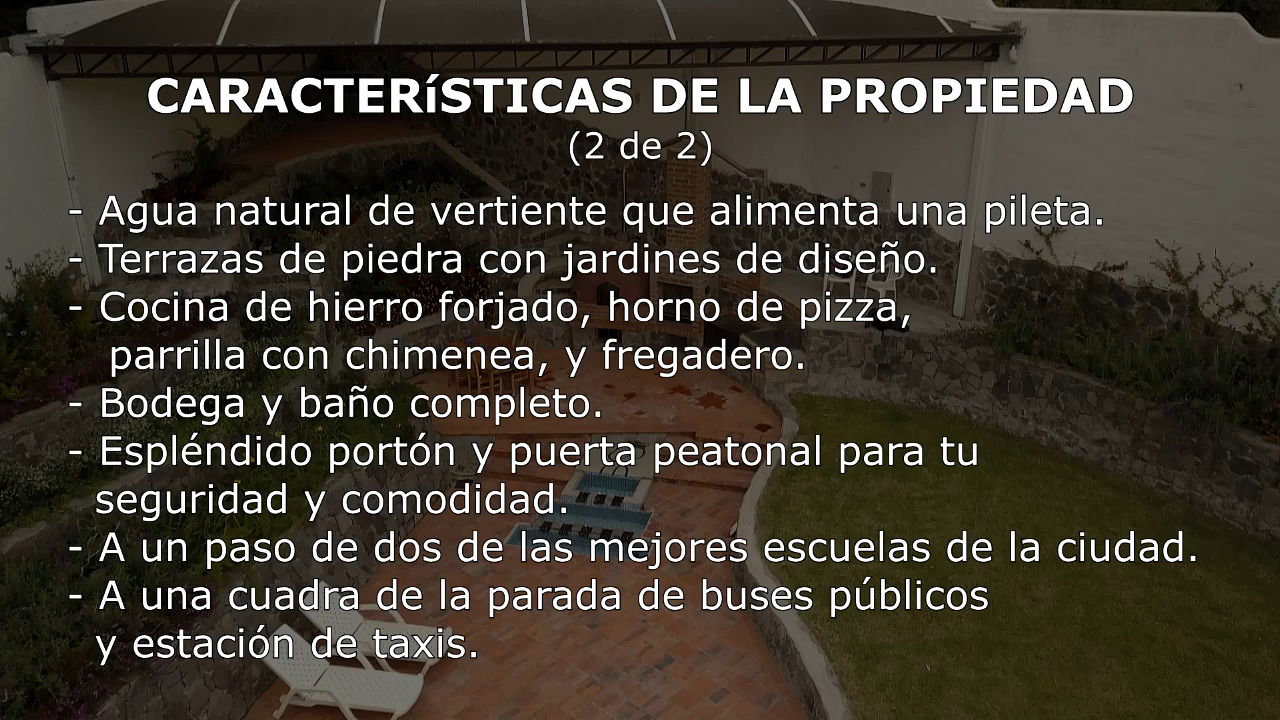 CARACTERíSTICAS DE LA PROPIEDAD
(2 de 2)
- Agua natural de vertiente que alimenta una pileta.
- Terrazas de piedra con jardines de diseño.
- Cocina de hierro forjado, horno de pizza,
parrilla con chimenea, y fregadero.
- Bodega y baño completo.
- Espléndido portón y puerta peatonal para tu
seguridad y comodidad.
- A un paso de dos de las mejores escuelas de la ciudad.
- A una cuadra de la parada de buses públicos
y estación de taxis.